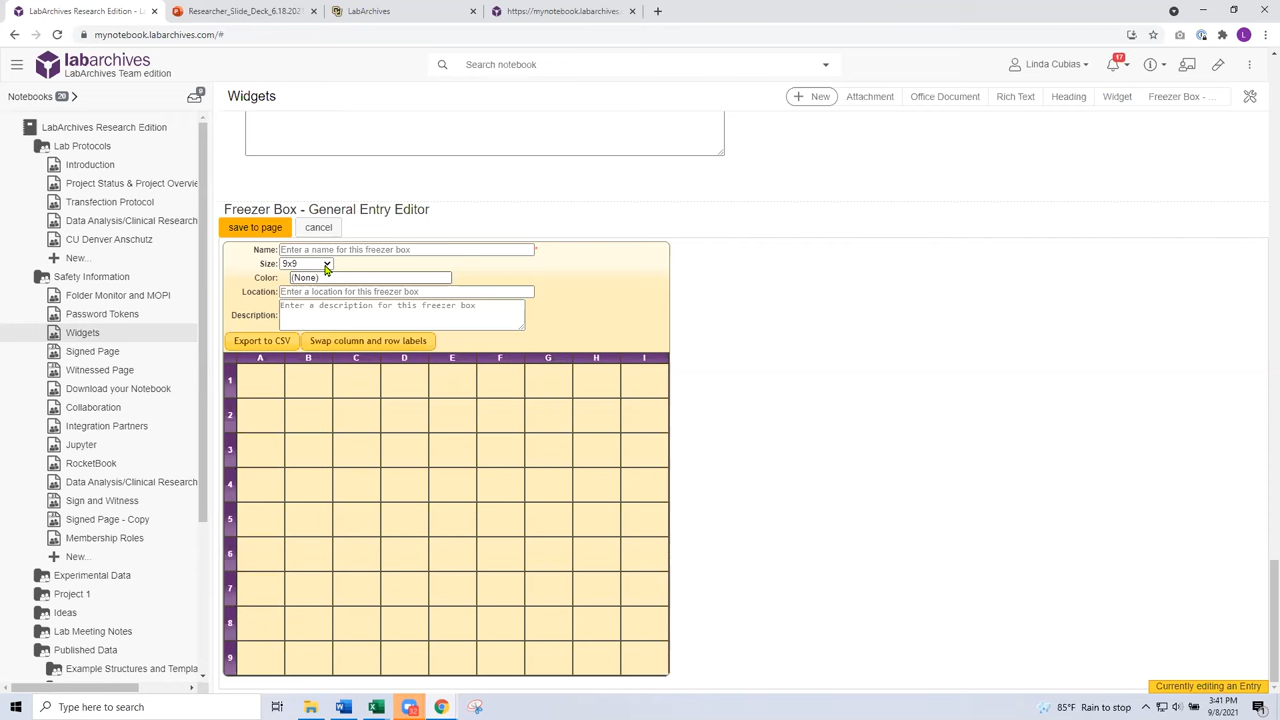 LabArchives Research Edition - L
Researcher_Slide_Deck_6.18.2021
LabArchives
https://mynotebook.labarchives.
mynotebook.labarchives.com/#
L
labarchives
LabArchives Team edition
Search notebook
Linda Cubias
17
Notebooks 20
0
Widgets
New
Attachment
Office Document
Rich Text
Heading
Widget
Freezer Box - ...
LabArchives Research Edition
Lab Protocols
Introduction
Project Status & Project Overvie
Transfection Protocol
Data Analysis/Clinical Research
CU Denver Anschutz
New...
Safety Information
Folder Monitor and MOPI
Password Tokens
Widgets
Signed Page
Witnessed Page
Download your Notebook
Collaboration
Integration Partners
Jupyter
RocketBook
Data Analysis/Clinical Research
Sign and Witness
Signed Page - Copy
Membership Roles
New...
Experimental Data
Project 1
Ideas
Lab Meeting Notes
Published Data
Example Structures and Templa
Freezer Box - General Entry Editor
save to page
cancel
Name: Enter a name for this freezer box *
Size: 9x9
Color: (None)
Location: Enter a location for this freezer box
Description: Enter a description for this freezer box
Export to CSV
Swap column and row labels
A B C D E F G H I
1
2
3
4
5
6
7
8
9
Currently editing an Entry
Type here to search
85°F Rain to stop
3:41 PM
9/8/2021